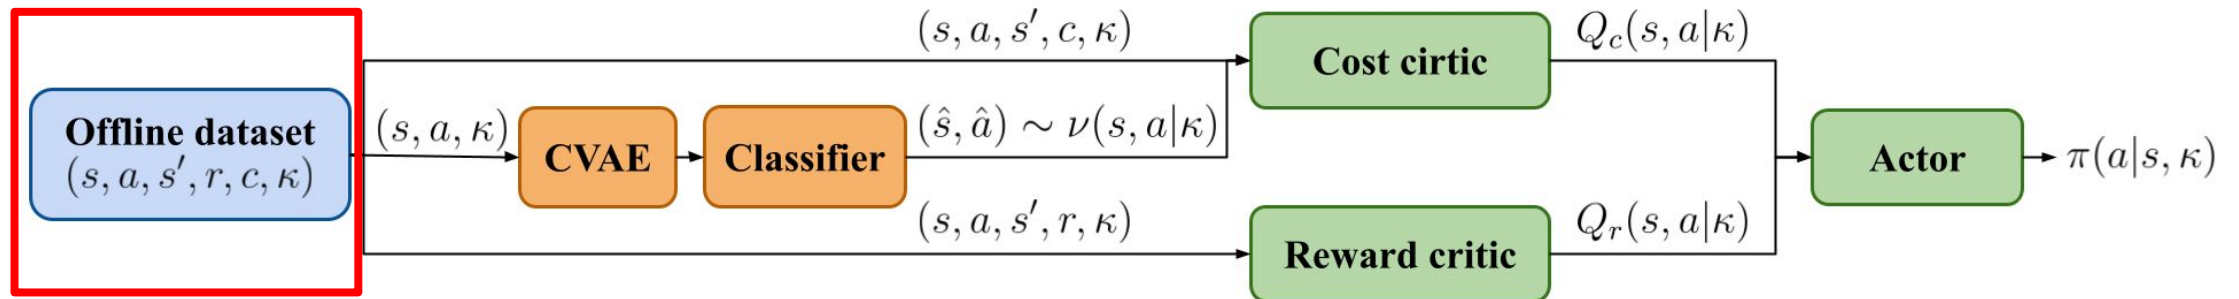 Offline dataset
(s, a, s′, r, c, κ)
(s, a, κ)
CVAE
Classifier
(s, a, s′, c, κ)
(ŝ, â) ∼ ν(s, a|κ)
(s, a, s′, r, κ)
Cost cirtic
Reward critic
Q_c(s, a|κ)
Q_r(s, a|κ)
Actor
π(a|s, κ)